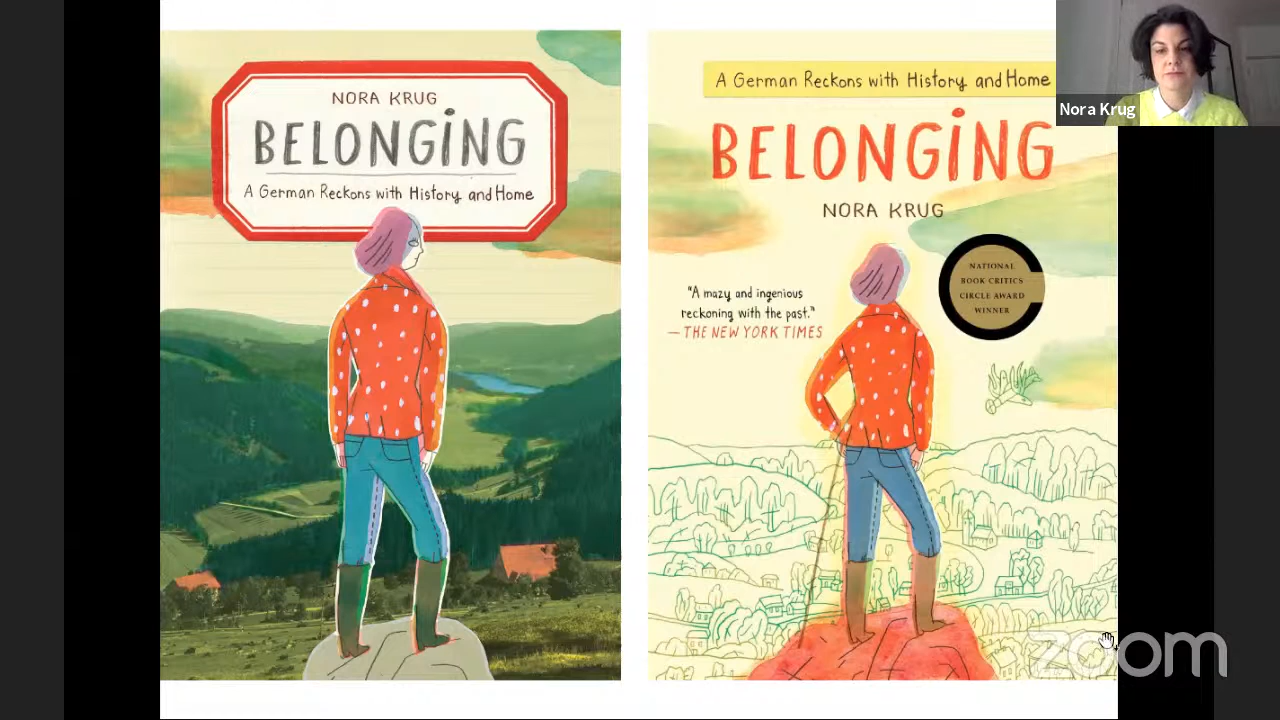 NORA KRUG
BELONGING
A German Reckons with History and Home
A German Reckons with History and Home
BELONGING
NORA KRUG
"A mazy and ingenious
reckoning with the past."
— THE NEW YORK TIMES
NATIONAL
BOOK CRITICS
CIRCLE AWARD
WINNER
Nora Krug
zoom